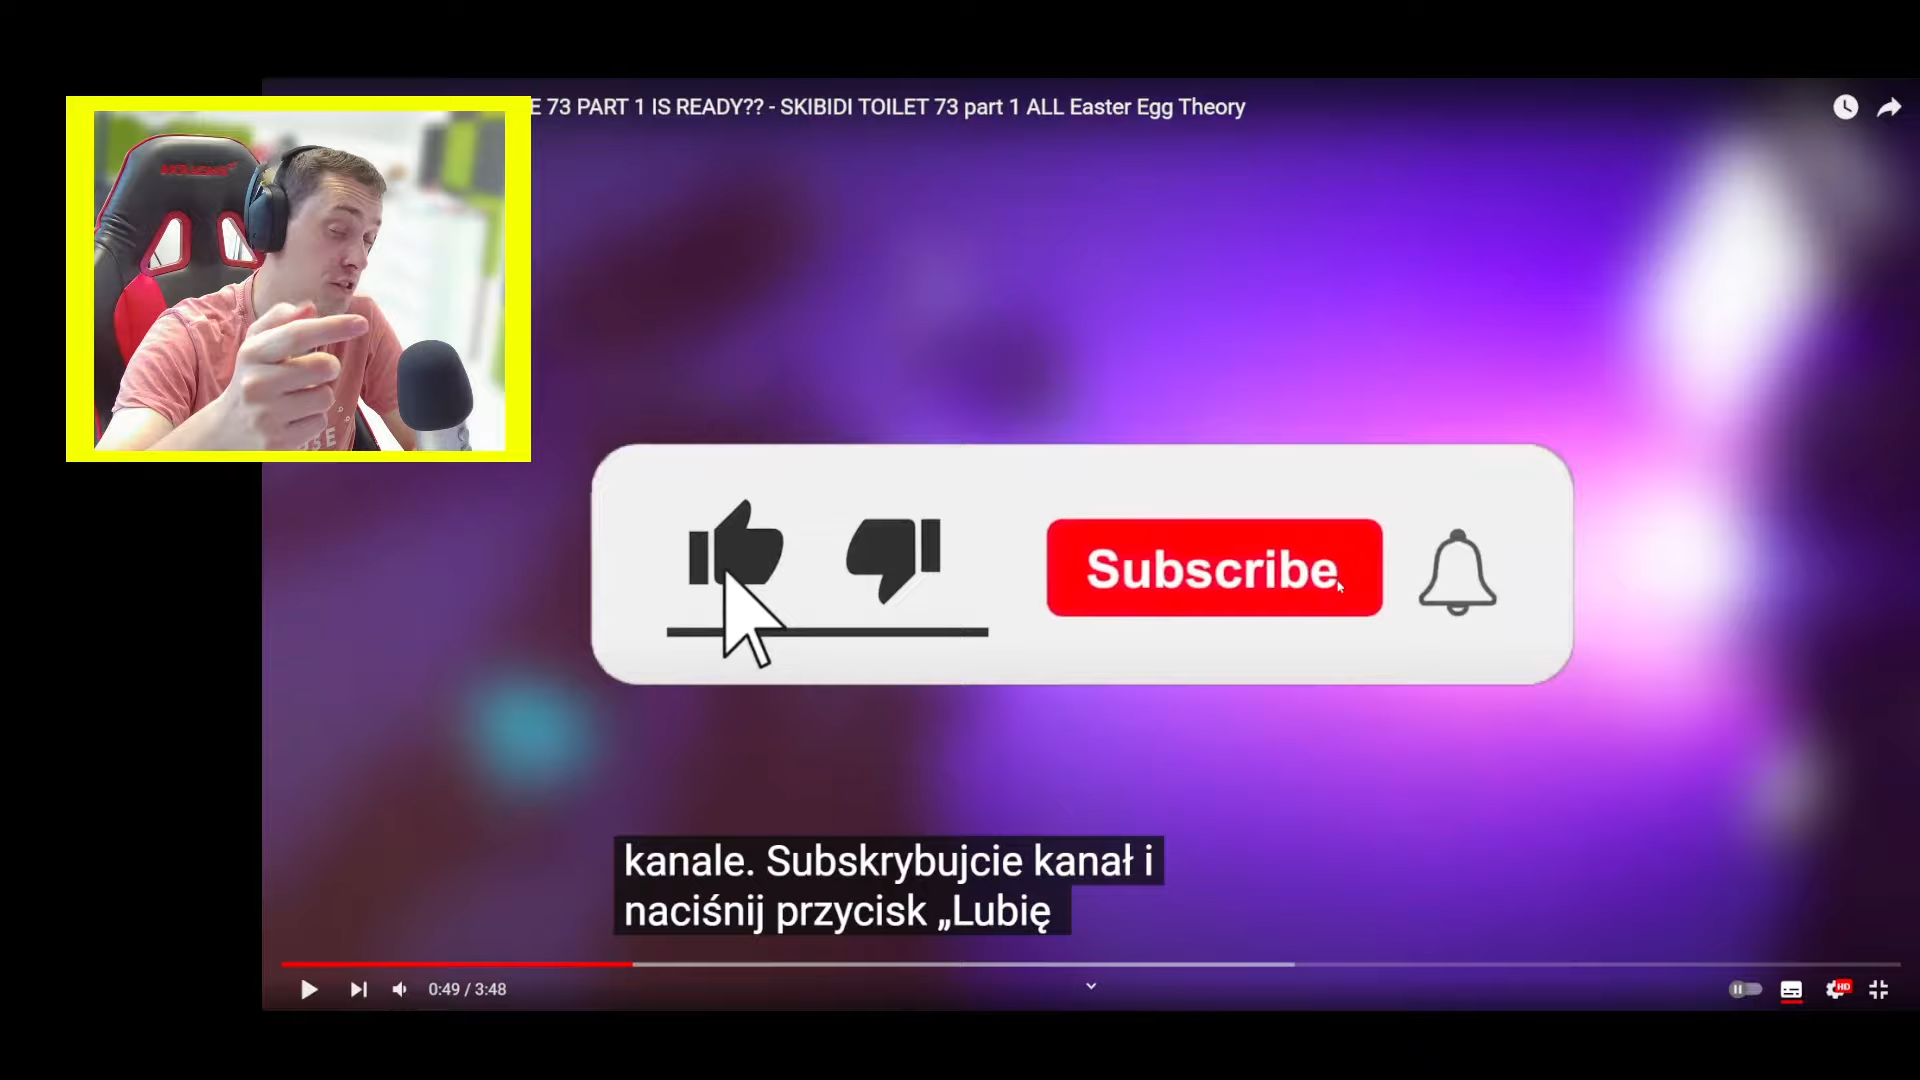 E 73 PART 1 IS READY?? - SKIBIDI TOILET 73 part 1 ALL Easter Egg Theory
Subscribe
kanale. Subskrybujcie kanał i
naciśnij przycisk „Lubię
0:49 / 3:48
HD